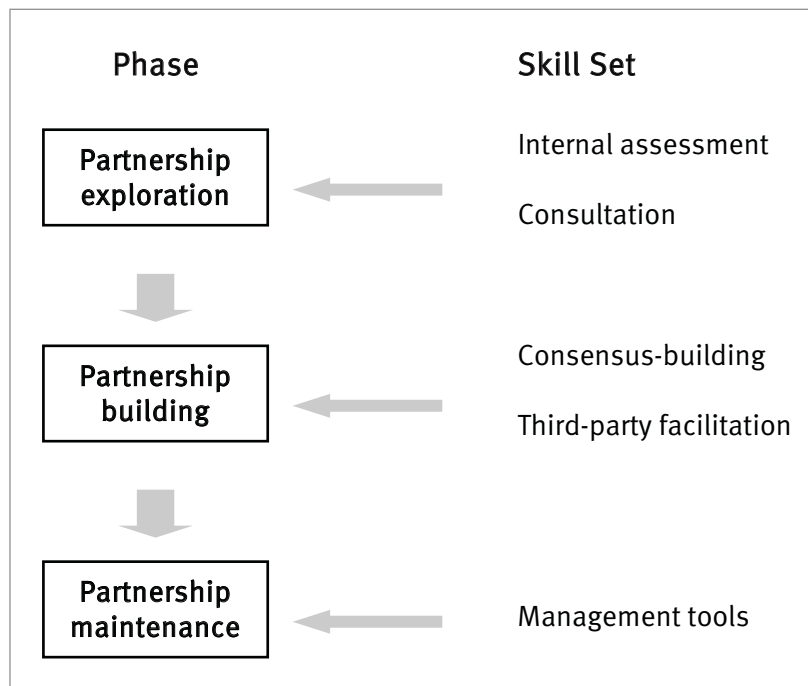 Phase
Skill Set
Partnership
exploration
Internal assessment
Consultation
Partnership
building
Consensus-building
Third-party facilitation
Partnership
maintenance
Management tools